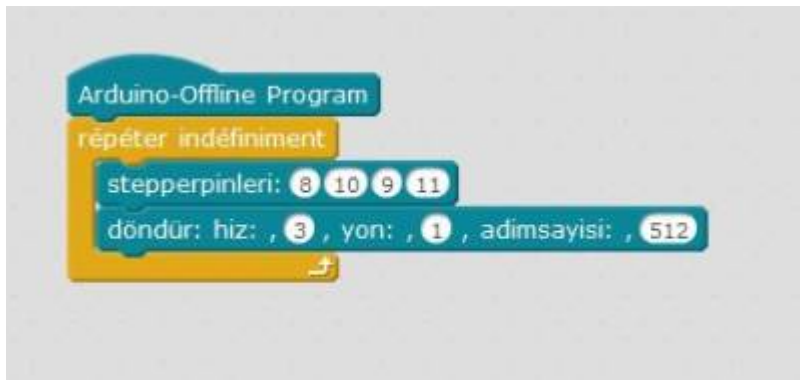 Arduino-Offline Program
répéter indéfiniment
stepperpinleri: 8 10 9 11
döndür: hiz: , 3 , yon: , 1 , adimsayisi: , 512